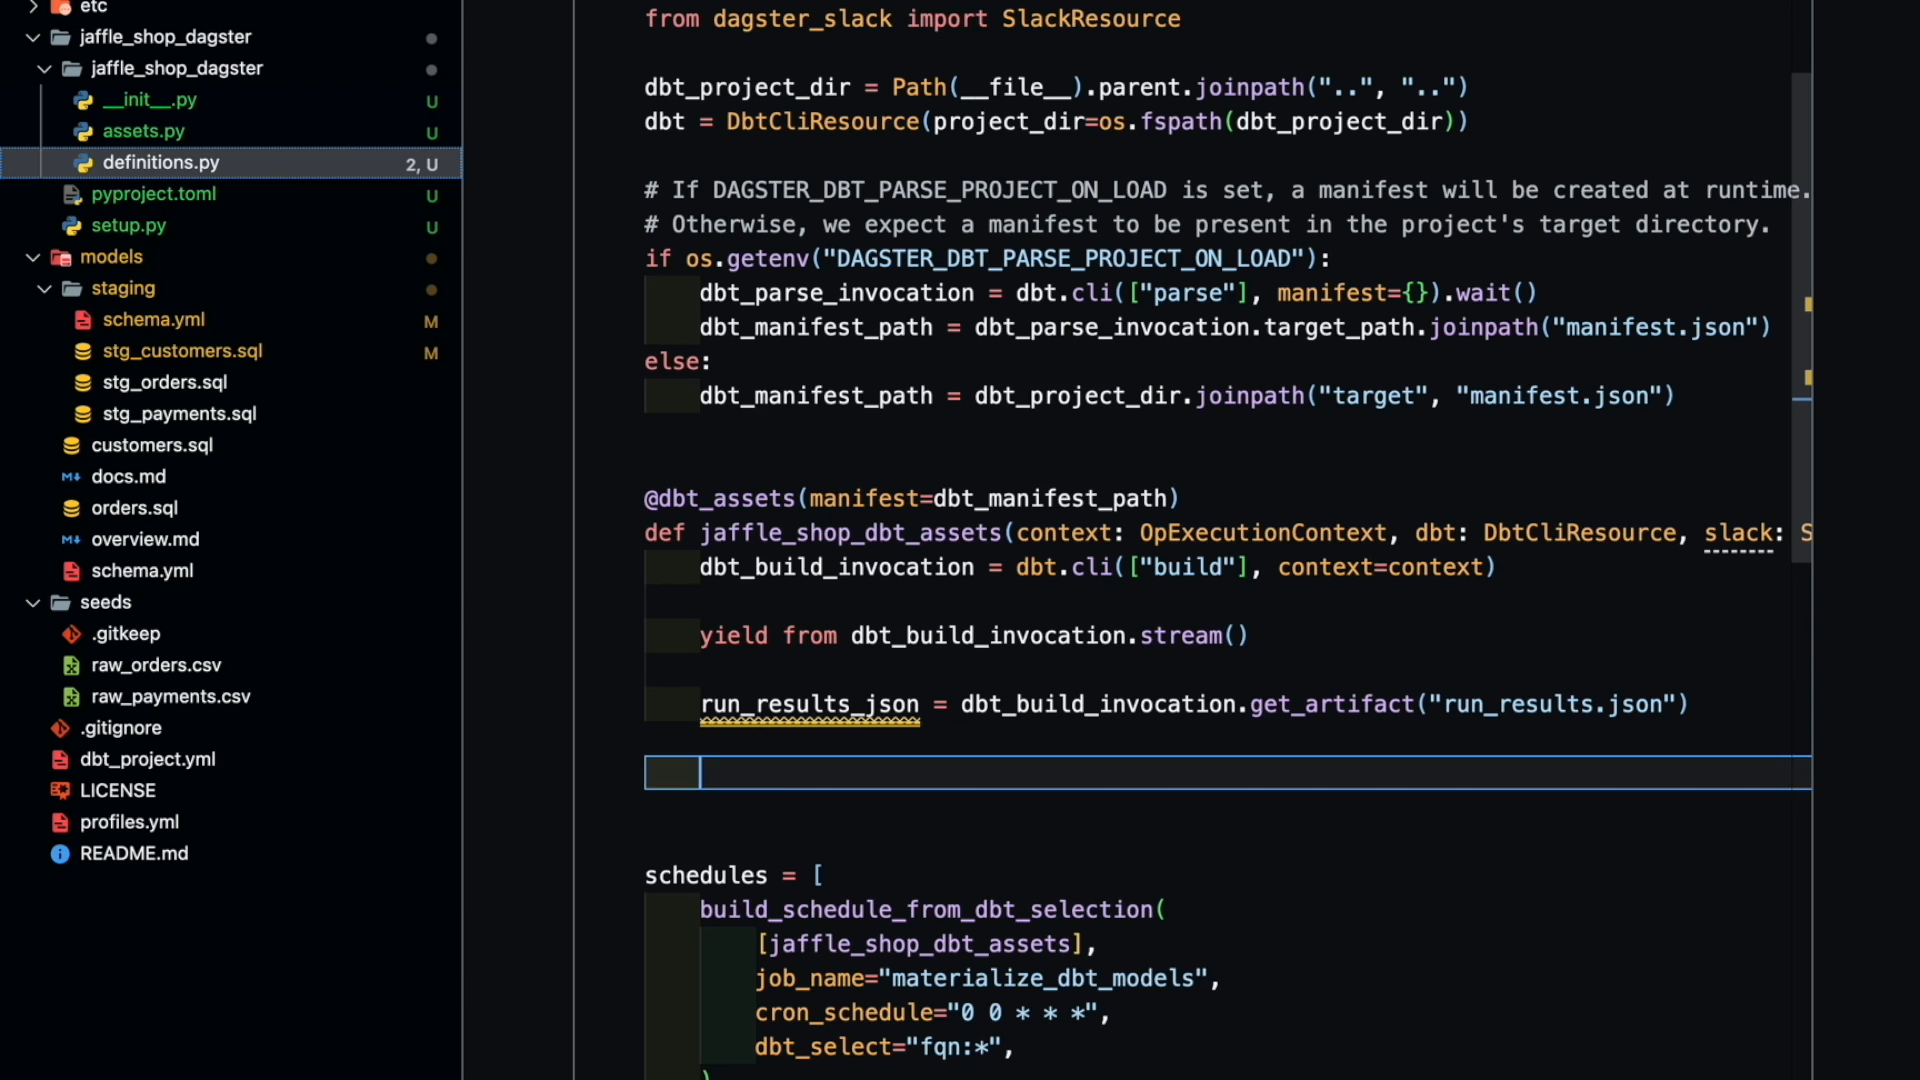 etc
jaffle_shop_dagster
jaffle_shop_dagster
__init__.py U
assets.py U
definitions.py 2, U
pyproject.toml U
setup.py U
models
staging
schema.yml M
stg_customers.sql M
stg_orders.sql
stg_payments.sql
customers.sql
docs.md
orders.sql
overview.md
schema.yml
seeds
.gitkeep
raw_orders.csv
raw_payments.csv
.gitignore
dbt_project.yml
LICENSE
profiles.yml
README.md
from dagster_slack import SlackResource
dbt_project_dir = Path(__file__).parent.joinpath("..", "..")
dbt = DbtCliResource(project_dir=os.fspath(dbt_project_dir))
# If DAGSTER_DBT_PARSE_PROJECT_ON_LOAD is set, a manifest will be created at runtime.
# Otherwise, we expect a manifest to be present in the project's target directory.
if os.getenv("DAGSTER_DBT_PARSE_PROJECT_ON_LOAD"):
dbt_parse_invocation = dbt.cli(["parse"], manifest={}).wait()
dbt_manifest_path = dbt_parse_invocation.target_path.joinpath("manifest.json")
else:
dbt_manifest_path = dbt_project_dir.joinpath("target", "manifest.json")
@dbt_assets(manifest=dbt_manifest_path)
def jaffle_shop_dbt_assets(context: OpExecutionContext, dbt: DbtCliResource, slack: S
dbt_build_invocation = dbt.cli(["build"], context=context)
yield from dbt_build_invocation.stream()
run_results_json = dbt_build_invocation.get_artifact("run_results.json")
schedules = [
build_schedule_from_dbt_selection(
[jaffle_shop_dbt_assets],
job_name="materialize_dbt_models",
cron_schedule="0 0 * * *",
dbt_select="fqn:*",
)